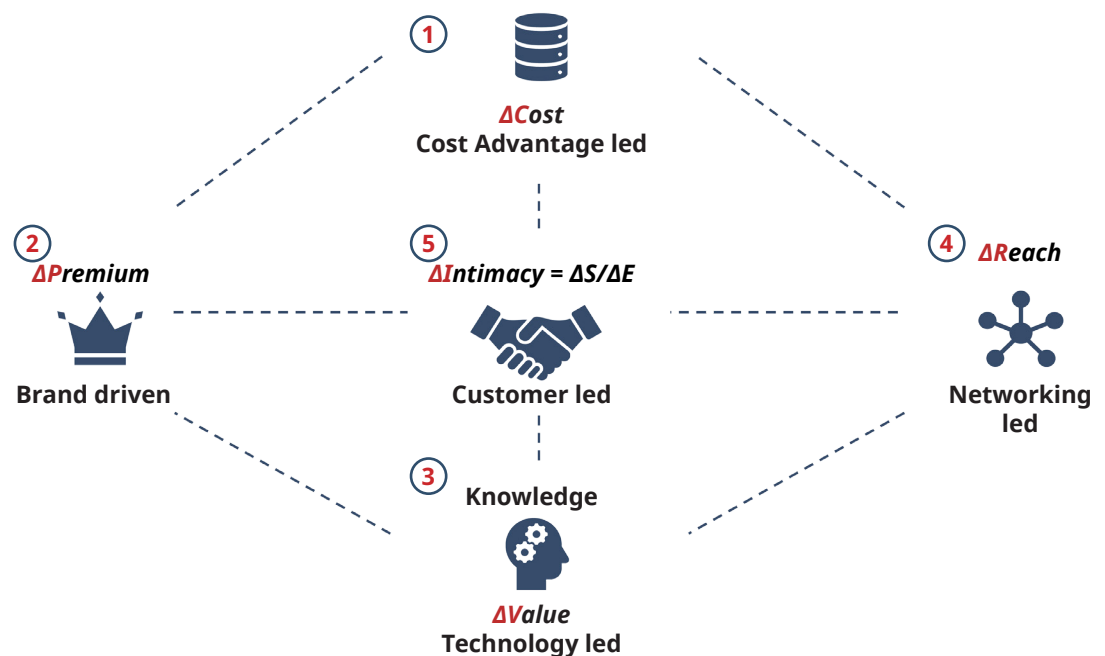 1
ΔCost
Cost Advantage led
2
ΔPremium
Brand driven
5
ΔIntimacy = ΔS/ΔE
Customer led
4
ΔReach
Networking
led
3
Knowledge
ΔValue
Technology led